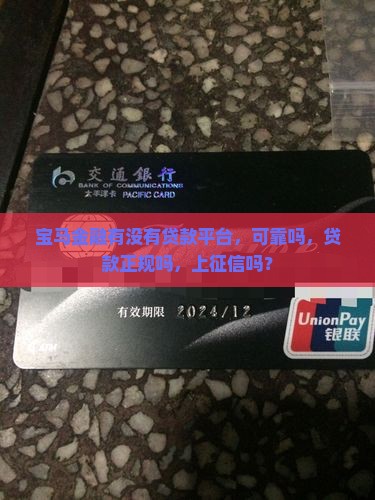 交通銀行
BANK OF COMMUNICATIONS
太平洋卡 PACIFIC CARD
宝马金融有没有贷款平台，可靠吗，贷
款正规吗，上征信吗？
有效期限 2024/12
ATM
UnionPay
银联